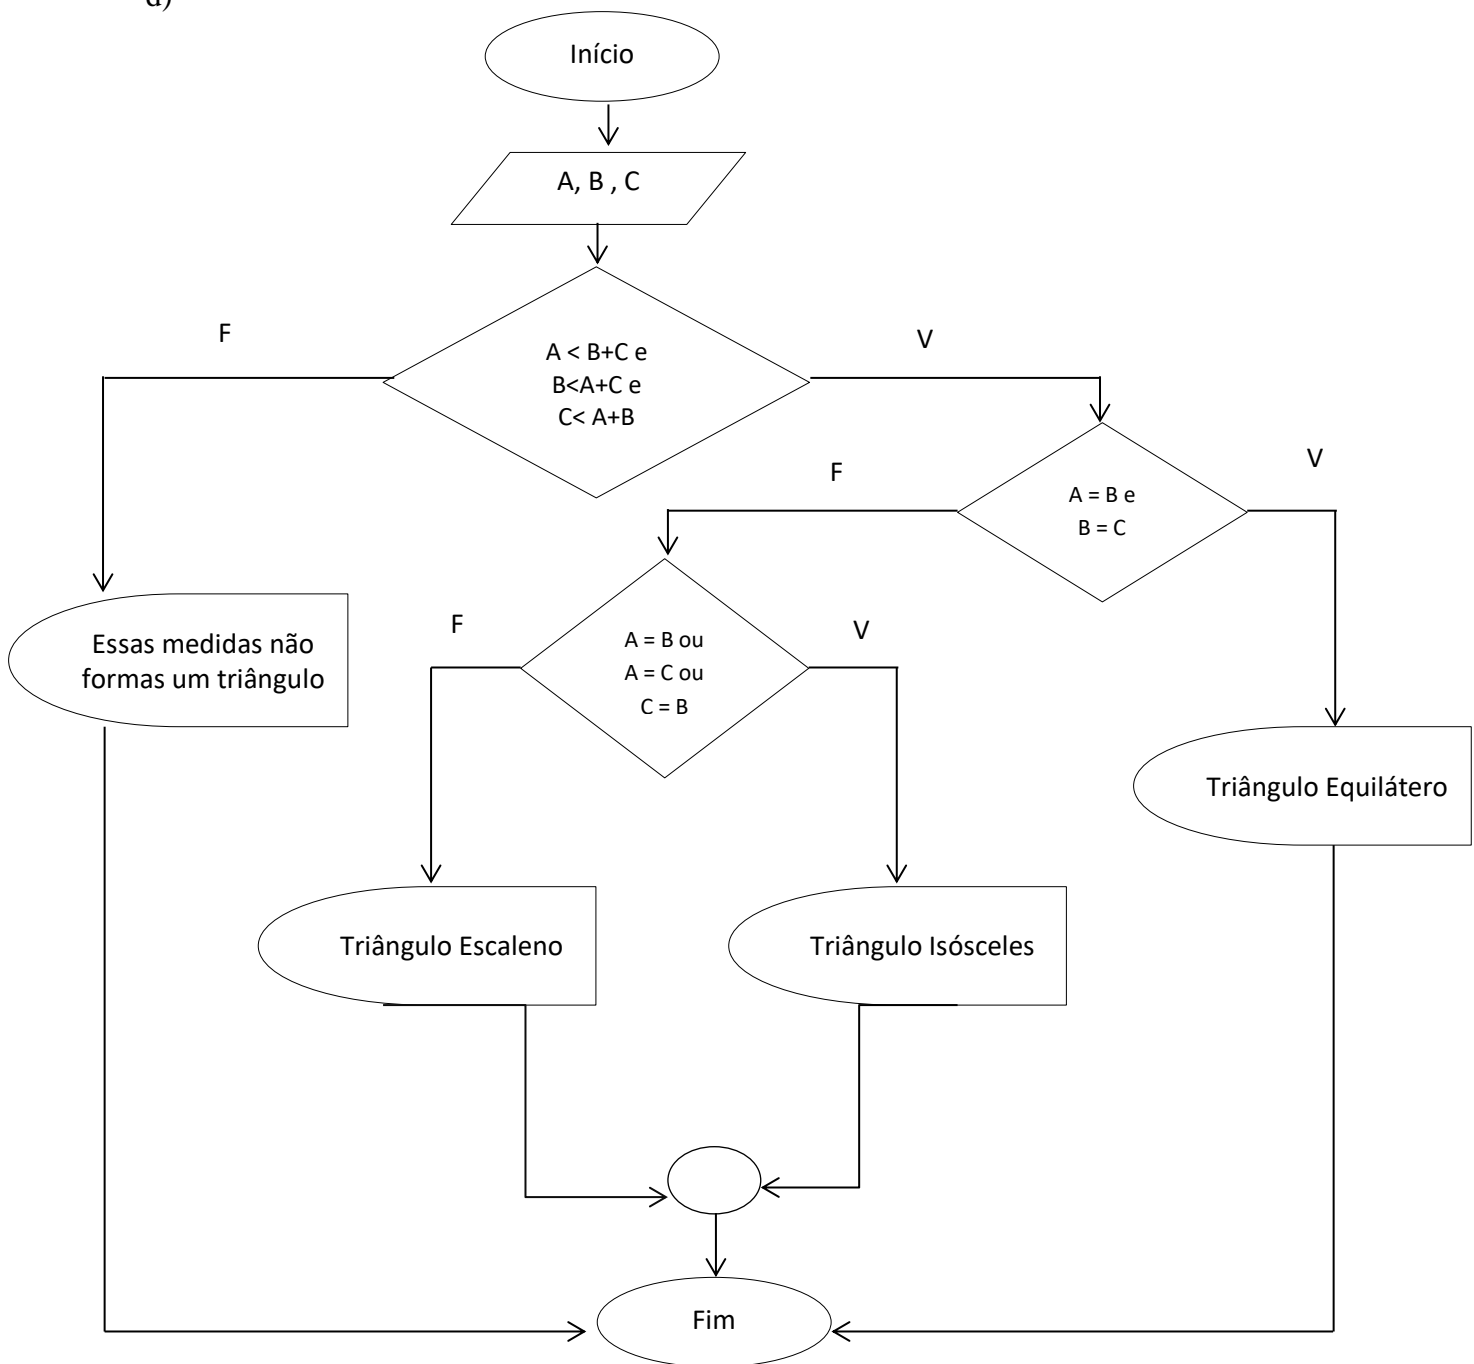 d)
Início
A, B , C
F
V
A < B+C e
B<A+C e
C< A+B
F
V
A = B e
B = C
Essas medidas não
formas um triângulo
F
V
A = B ou
A = C ou
C = B
Triângulo Equilátero
Triângulo Escaleno
Triângulo Isósceles
Fim